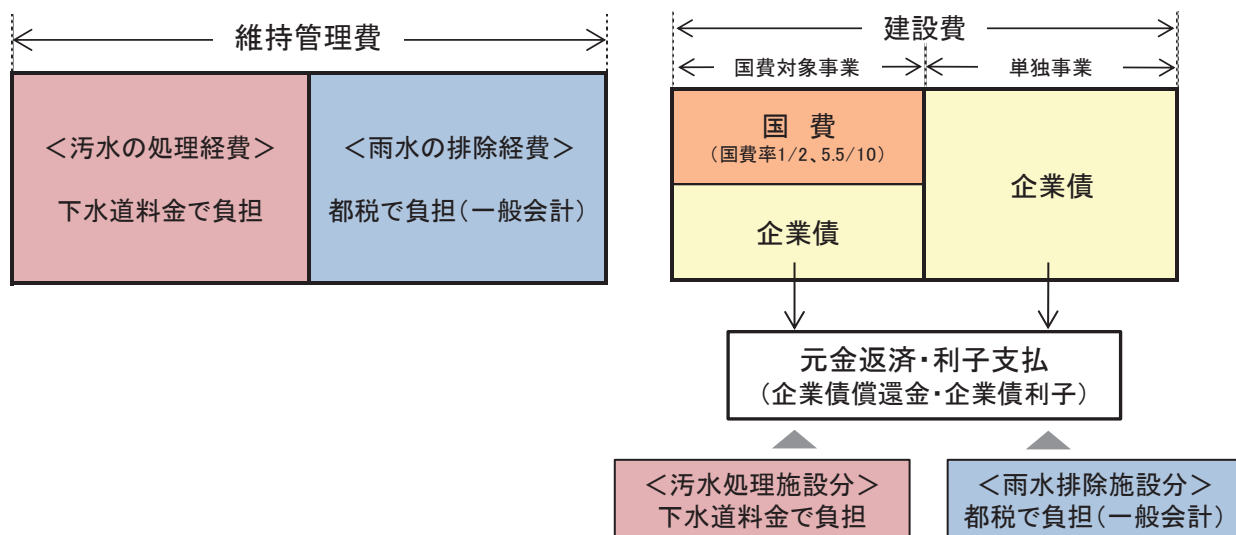 維持管理費
＜汚水の処理経費＞
下水道料金で負担
＜雨水の排除経費＞
都税で負担（一般会計）
建設費
国費対象事業
単独事業
国　費
（国費率1/2、5.5/10）
企業債
企業債
元金返済・利子支払
（企業債償還金・企業債利子）
＜汚水処理施設分＞
下水道料金で負担
＜雨水排除施設分＞
都税で負担（一般会計）